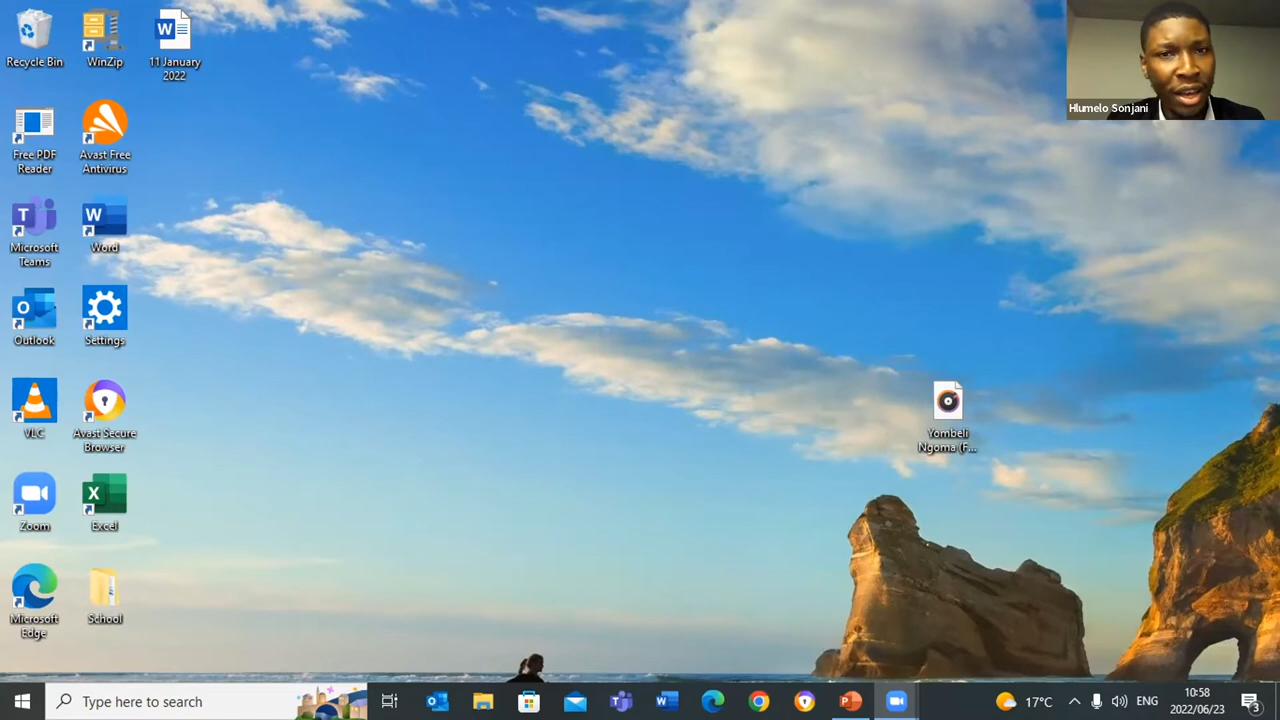 Recycle Bin
WinZip
11 January
2022
Hlumelo Sonjani
Free PDF
Reader
Avast Free
Antivirus
Microsoft
Teams
Word
Outlook
Settings
VLC
Avast Secure
Browser
Yombeli
Ngoma (F...
Zoom
Excel
Microsoft
Edge
School
Type here to search
17°C
ENG
10:58
2022/06/23
3